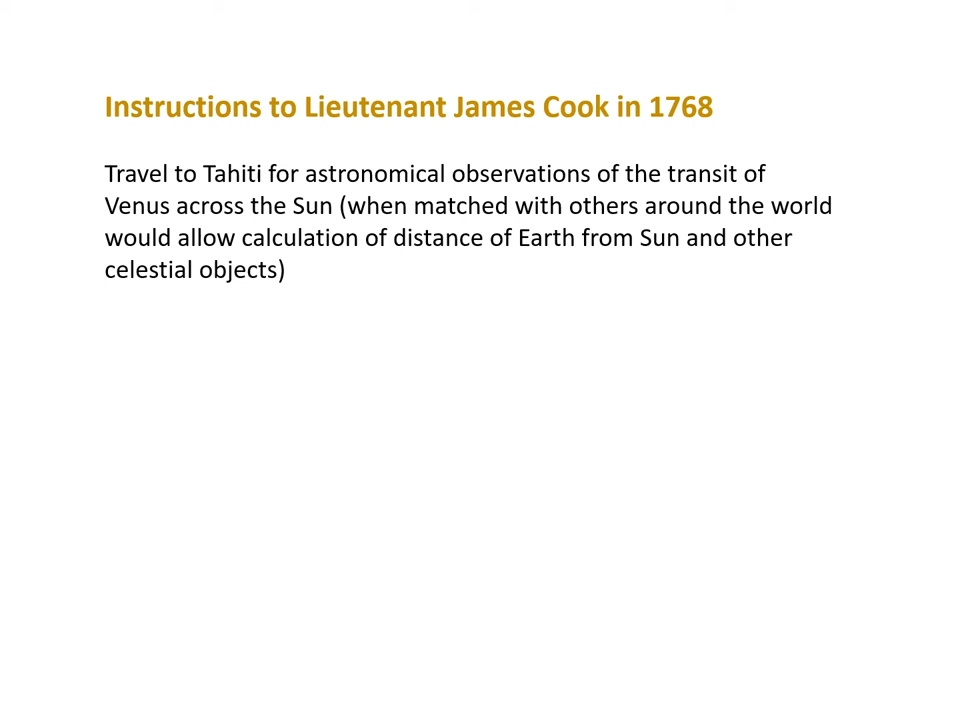 Instructions to Lieutenant James Cook in 1768
Travel to Tahiti for astronomical observations of the transit of
Venus across the Sun (when matched with others around the world
would allow calculation of distance of Earth from Sun and other
celestial objects)